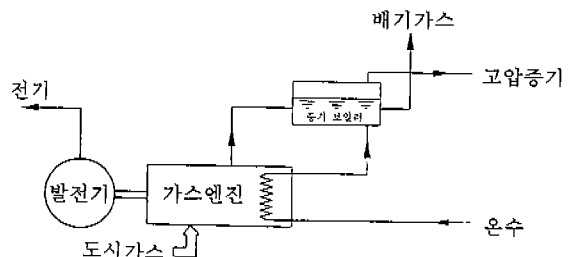 배기가스
전기
고압증기
증기 보일러
발전기
가스엔진
온수
도시가스